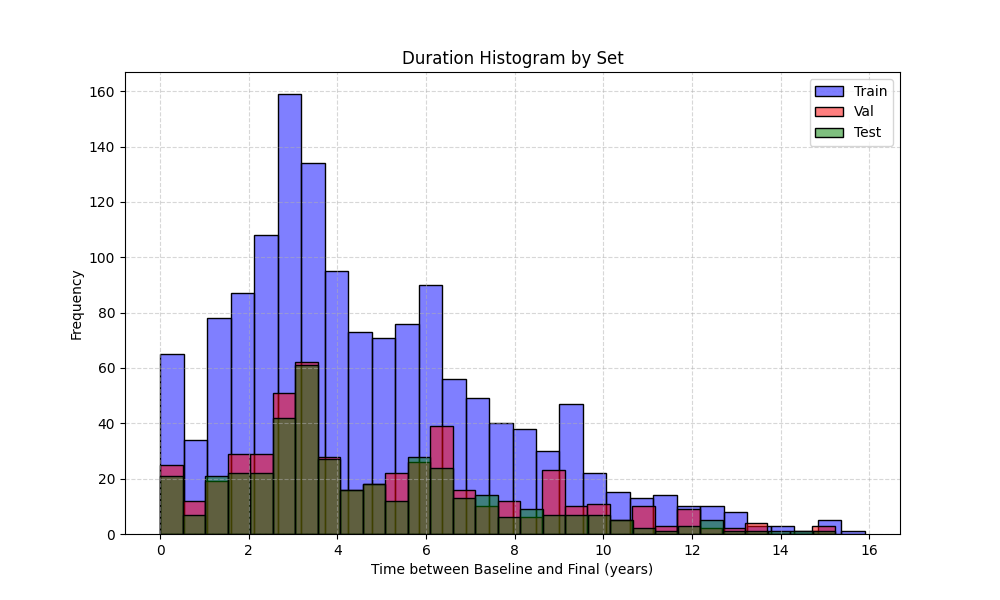 Duration Histogram by Set
Train
Val
Test
Frequency
160
140
120
100
80
60
40
20
0
0 2 4 6 8 10 12 14 16
Time between Baseline and Final (years)